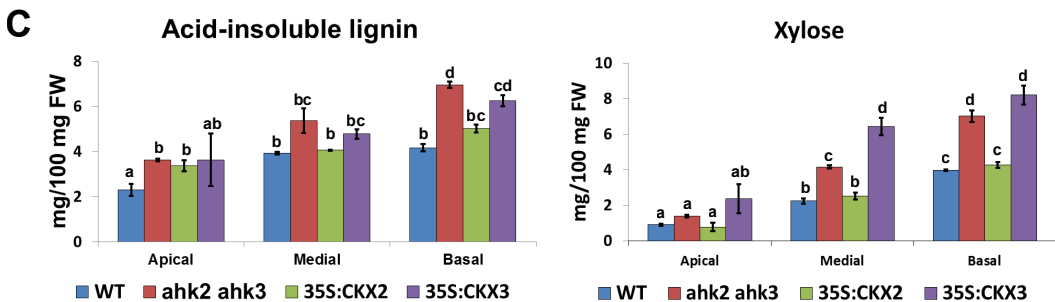 C
Acid-insoluble lignin
mg/100 mg FW
8
6
4
2
0
a
b
b
ab
b
bc
b
bc
b
d
bc
cd
Apical
Medial
Basal
WT
ahk2 ahk3
35S:CKX2
35S:CKX3
Xylose
mg/100 mg FW
10
8
6
4
2
0
a
a
a
ab
b
c
b
d
c
d
c
d
Apical
Medial
Basal
WT
ahk2 ahk3
35S:CKX2
35S:CKX3